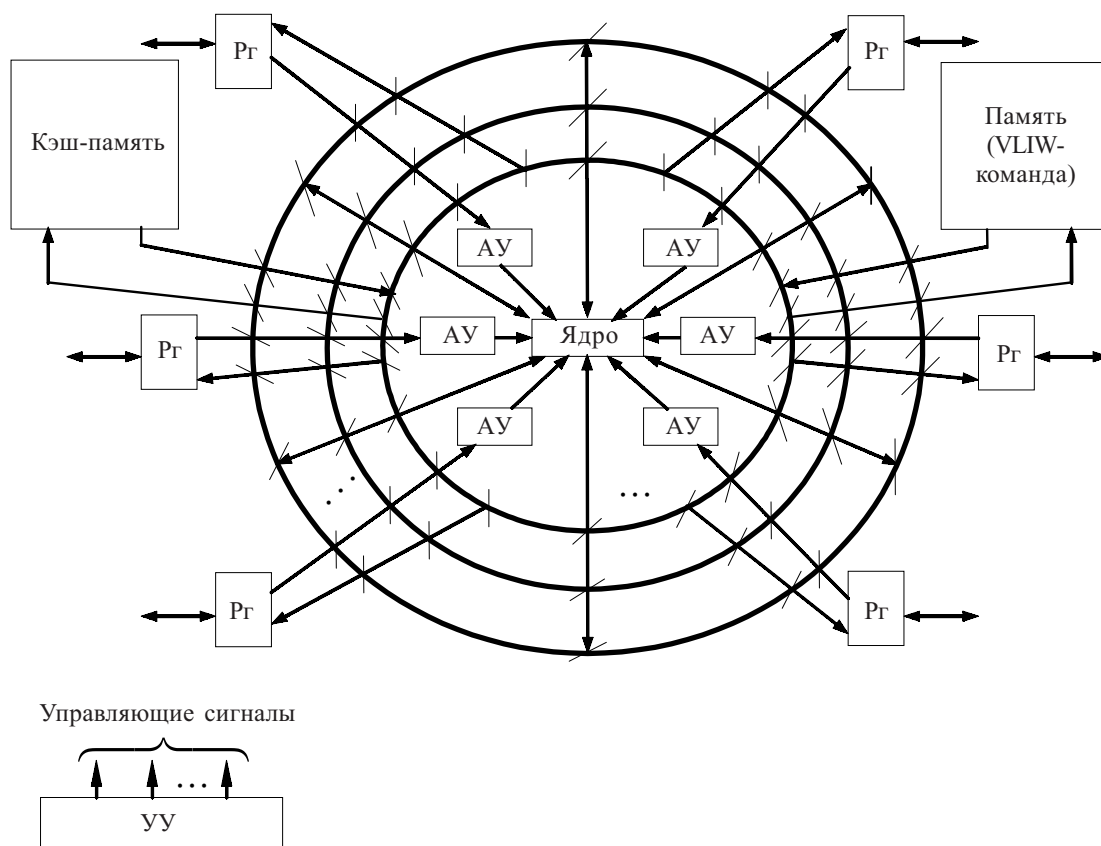 Рг
Рг
Кэш-память
Память
(VLIW-
команда)
АУ
АУ
Рг
АУ
Ядро
АУ
Рг
АУ
АУ
...
...
Рг
Рг
Управляющие сигналы
...
УУ